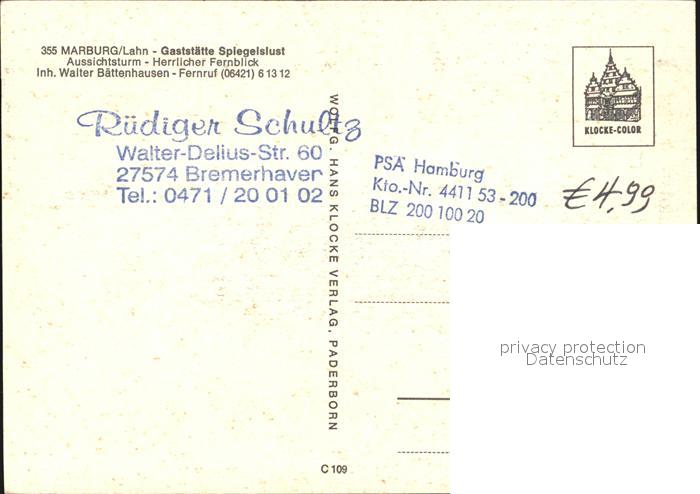 355 MARBURG/Lahn - Gaststätte Spiegelslust
Aussichtsturm - Herrlicher Fernblick
Inh. Walter Bättenhausen - Fernruf (06421) 6 13 12
KLOCKE-COLOR
Rüdiger Schultz
Walter-Delius-Str. 60
27574 Bremerhaven
Tel.: 0471 / 20 01 02
WOLFG. HANS KLOCKE VERLAG, PADERBORN
PSA Hamburg
Kto.-Nr. 4411 53 - 200
BLZ 200 100 20
€ 4,99
privacy protection
Datenschutz
C 109